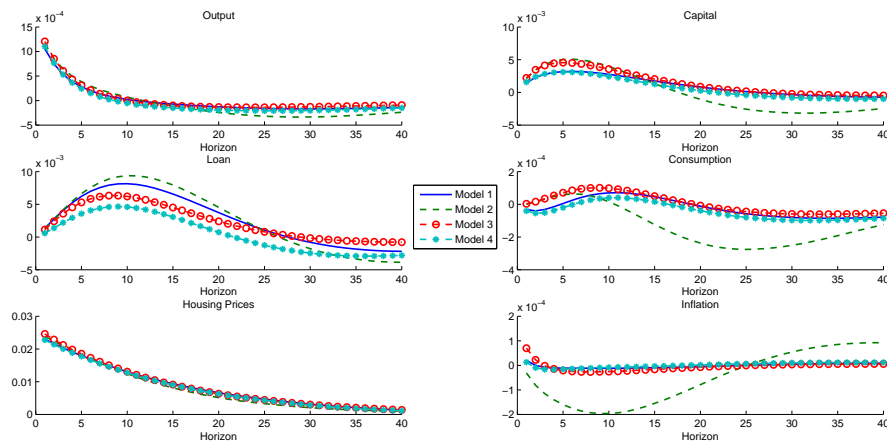 Output
x 10⁻⁴
15
10
5
0
−5
0 5 10 15 20 25 30 35 40
Horizon
Capital
x 10⁻³
10
5
0
−5
0 5 10 15 20 25 30 35 40
Horizon
Loan
x 10⁻³
10
5
0
−5
0 5 10 15 20 25 30 35 40
Horizon
Model 1
Model 2
Model 3
Model 4
Consumption
x 10⁻⁴
2
0
−2
−4
0 5 10 15 20 25 30 35 40
Horizon
Housing Prices
0.03
0.02
0.01
0
0 5 10 15 20 25 30 35 40
Horizon
Inflation
x 10⁻⁴
2
1
0
−1
−2
0 5 10 15 20 25 30 35 40
Horizon